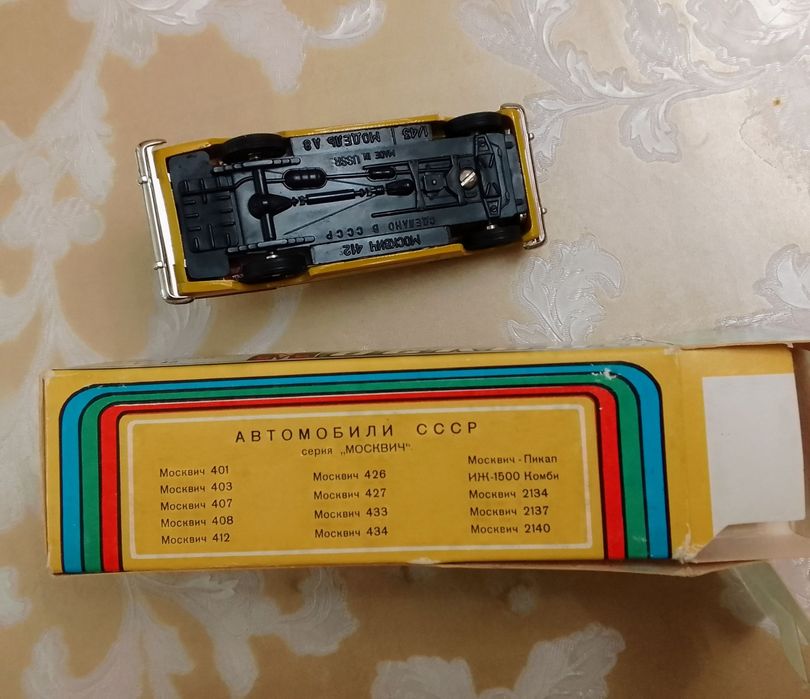 1/43 | МОДЕЛЬ А8
MADE IN USSR
СДЕЛАНО В СССР
МОСКВИЧ 412
АВТОМОБИЛИ СССР
серия „МОСКВИЧ"
Москвич 401
Москвич 403
Москвич 407
Москвич 408
Москвич 412
Москвич 426
Москвич 427
Москвич 433
Москвич 434
Москвич - Пикап
ИЖ-1500 Комби
Москвич 2134
Москвич 2137
Москвич 2140